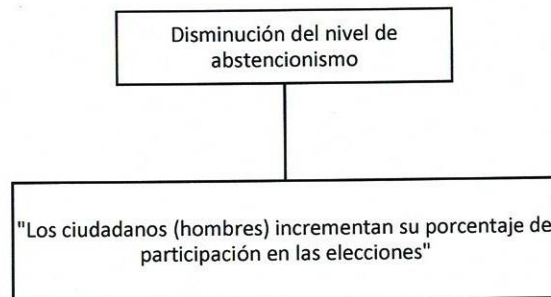 Disminución del nivel de
abstencionismo
"Los ciudadanos (hombres) incrementan su porcentaje de
participación en las elecciones"